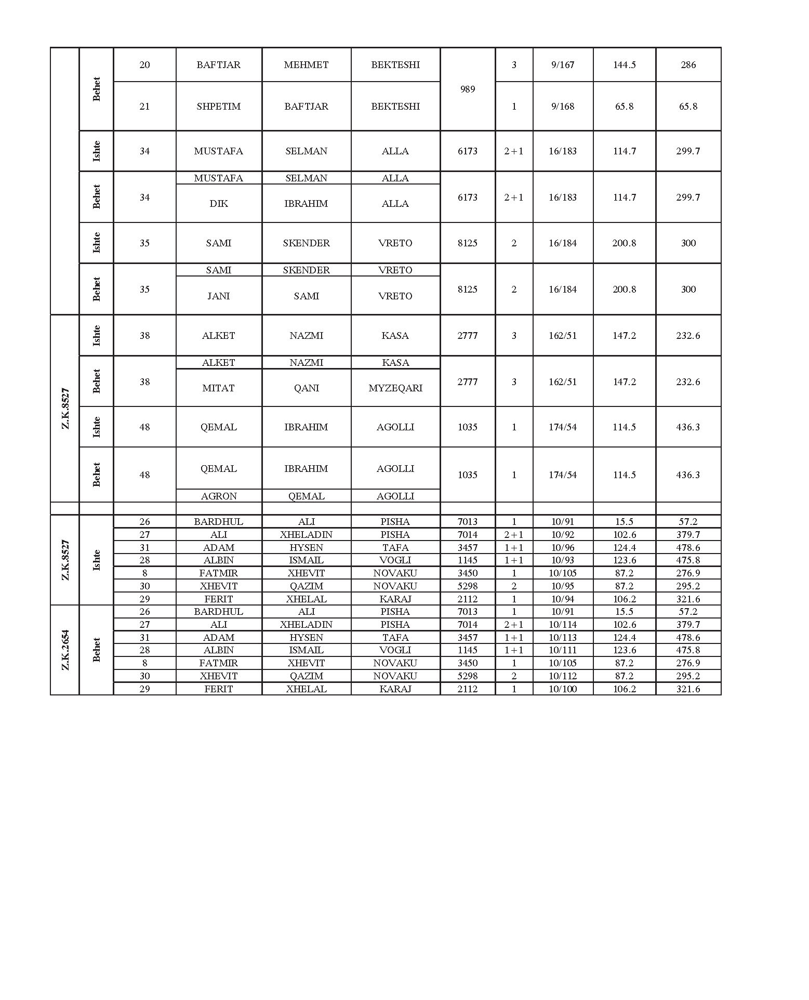 Behet 20 BAFTJAR MEHMET BEKTESHI 989 3 9/167 144.5 286
21 SHPETIM BAFTJAR BEKTESHI 1 9/168 65.8 65.8
Ishte 34 MUSTAFA SELMAN ALLA 6173 2+1 16/183 114.7 299.7
Behet 34 MUSTAFA SELMAN ALLA 6173 2+1 16/183 114.7 299.7
DIK IBRAHIM ALLA
Ishte 35 SAMI SKENDER VRETO 8125 2 16/184 200.8 300
Behet 35 SAMI SKENDER VRETO 8125 2 16/184 200.8 300
JANI SAMI VRETO
Z.K.8527 Ishte 38 ALKET NAZMI KASA 2777 3 162/51 147.2 232.6
Behet 38 ALKET NAZMI KASA 2777 3 162/51 147.2 232.6
MITAT QANI MYZEQARI
Ishte 48 QEMAL IBRAHIM AGOLLI 1035 1 174/54 114.5 436.3
Behet 48 QEMAL IBRAHIM AGOLLI 1035 1 174/54 114.5 436.3
AGRON QEMAL AGOLLI
Z.K.8527 Ishte 26 BARDHUL ALI PISHA 7013 1 10/91 15.5 57.2
27 ALI XHELADIN PISHA 7014 2+1 10/92 102.6 379.7
31 ADAM HYSEN TAFA 3457 1+1 10/96 124.4 478.6
28 ALBIN ISMAIL VOGLI 1145 1+1 10/93 123.6 475.8
8 FATMIR XHEVIT NOVAKU 3450 1 10/105 87.2 276.9
30 XHEVIT QAZIM NOVAKU 5298 2 10/95 87.2 295.2
29 FERIT XHELAL KARAJ 2112 1 10/94 106.2 321.6
Z.K.2654 Behet 26 BARDHUL ALI PISHA 7013 1 10/91 15.5 57.2
27 ALI XHELADIN PISHA 7014 2+1 10/114 102.6 379.7
31 ADAM HYSEN TAFA 3457 1+1 10/113 124.4 478.6
28 ALBIN ISMAIL VOGLI 1145 1+1 10/111 123.6 475.8
8 FATMIR XHEVIT NOVAKU 3450 1 10/105 87.2 276.9
30 XHEVIT QAZIM NOVAKU 5298 2 10/112 87.2 295.2
29 FERIT XHELAL KARAJ 2112 1 10/100 106.2 321.6